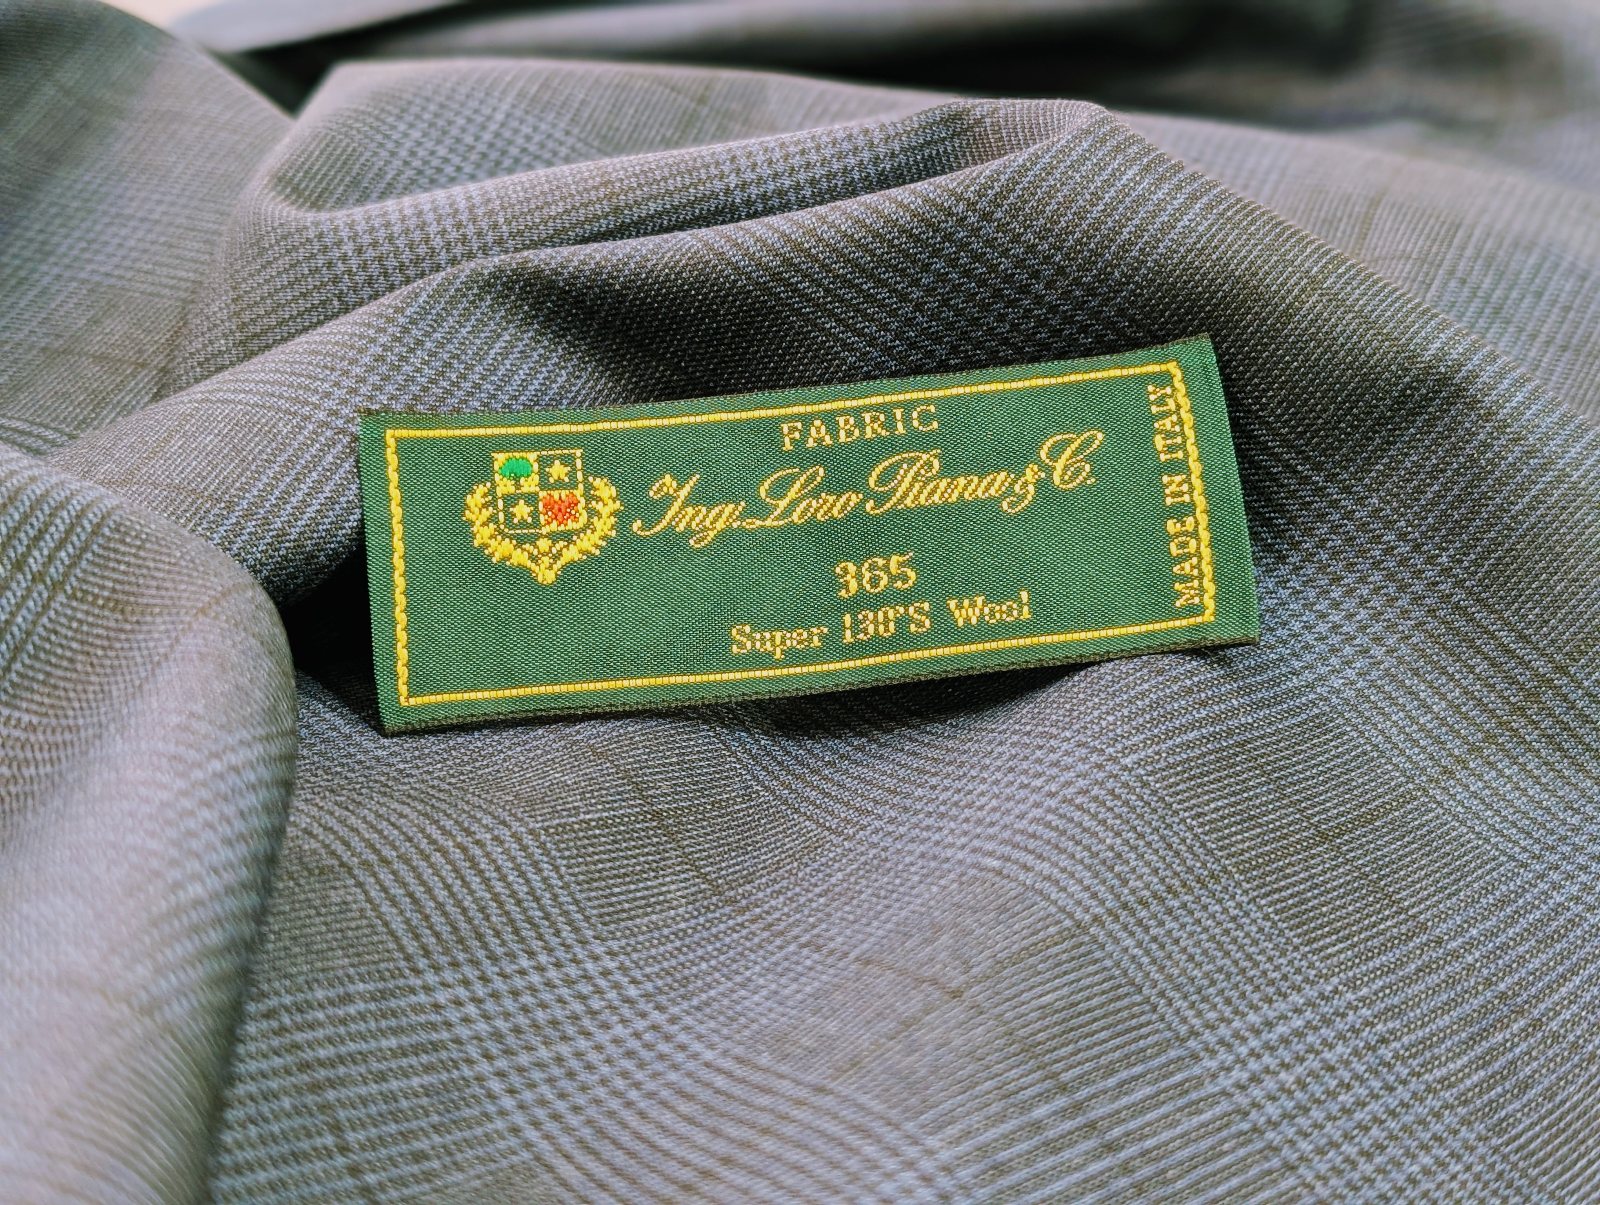 FABRIC
Ing. Loro Piana & C.
365
Super 130'S Wool
MADE IN ITALY